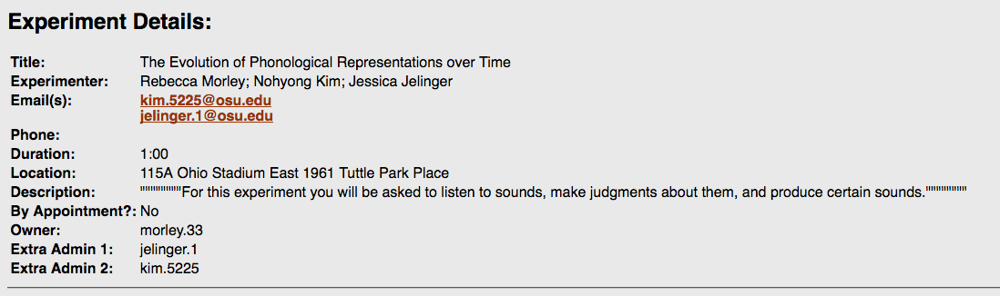 Experiment Details:
Title: The Evolution of Phonological Representations over Time
Experimenter: Rebecca Morley; Nohyong Kim; Jessica Jelinger
Email(s): kim.5225@osu.edu
jelinger.1@osu.edu
Phone:
Duration: 1:00
Location: 115A Ohio Stadium East 1961 Tuttle Park Place
Description: """""""""For this experiment you will be asked to listen to sounds, make judgments about them, and produce certain sounds."""""""""
By Appointment?: No
Owner: morley.33
Extra Admin 1: jelinger.1
Extra Admin 2: kim.5225